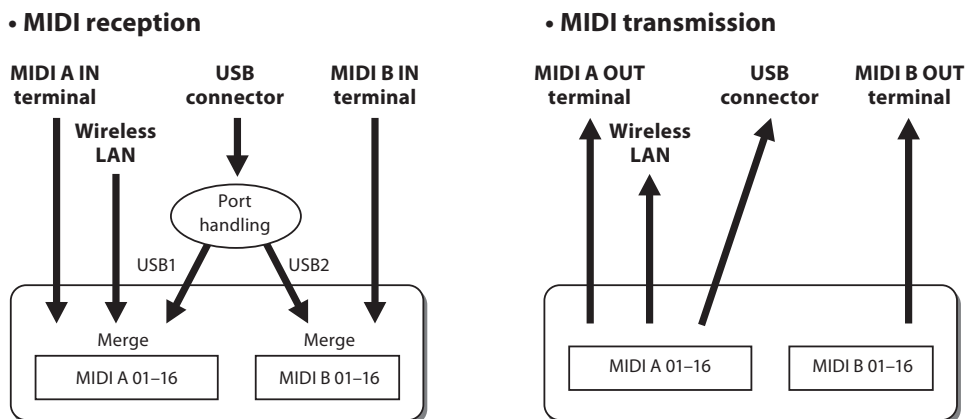 • MIDI reception
MIDI A IN
terminal
USB
connector
MIDI B IN
terminal
Wireless
LAN
Port
handling
USB1
USB2
Merge
Merge
MIDI A 01–16
MIDI B 01–16
• MIDI transmission
MIDI A OUT
terminal
USB
connector
MIDI B OUT
terminal
Wireless
LAN
MIDI A 01–16
MIDI B 01–16